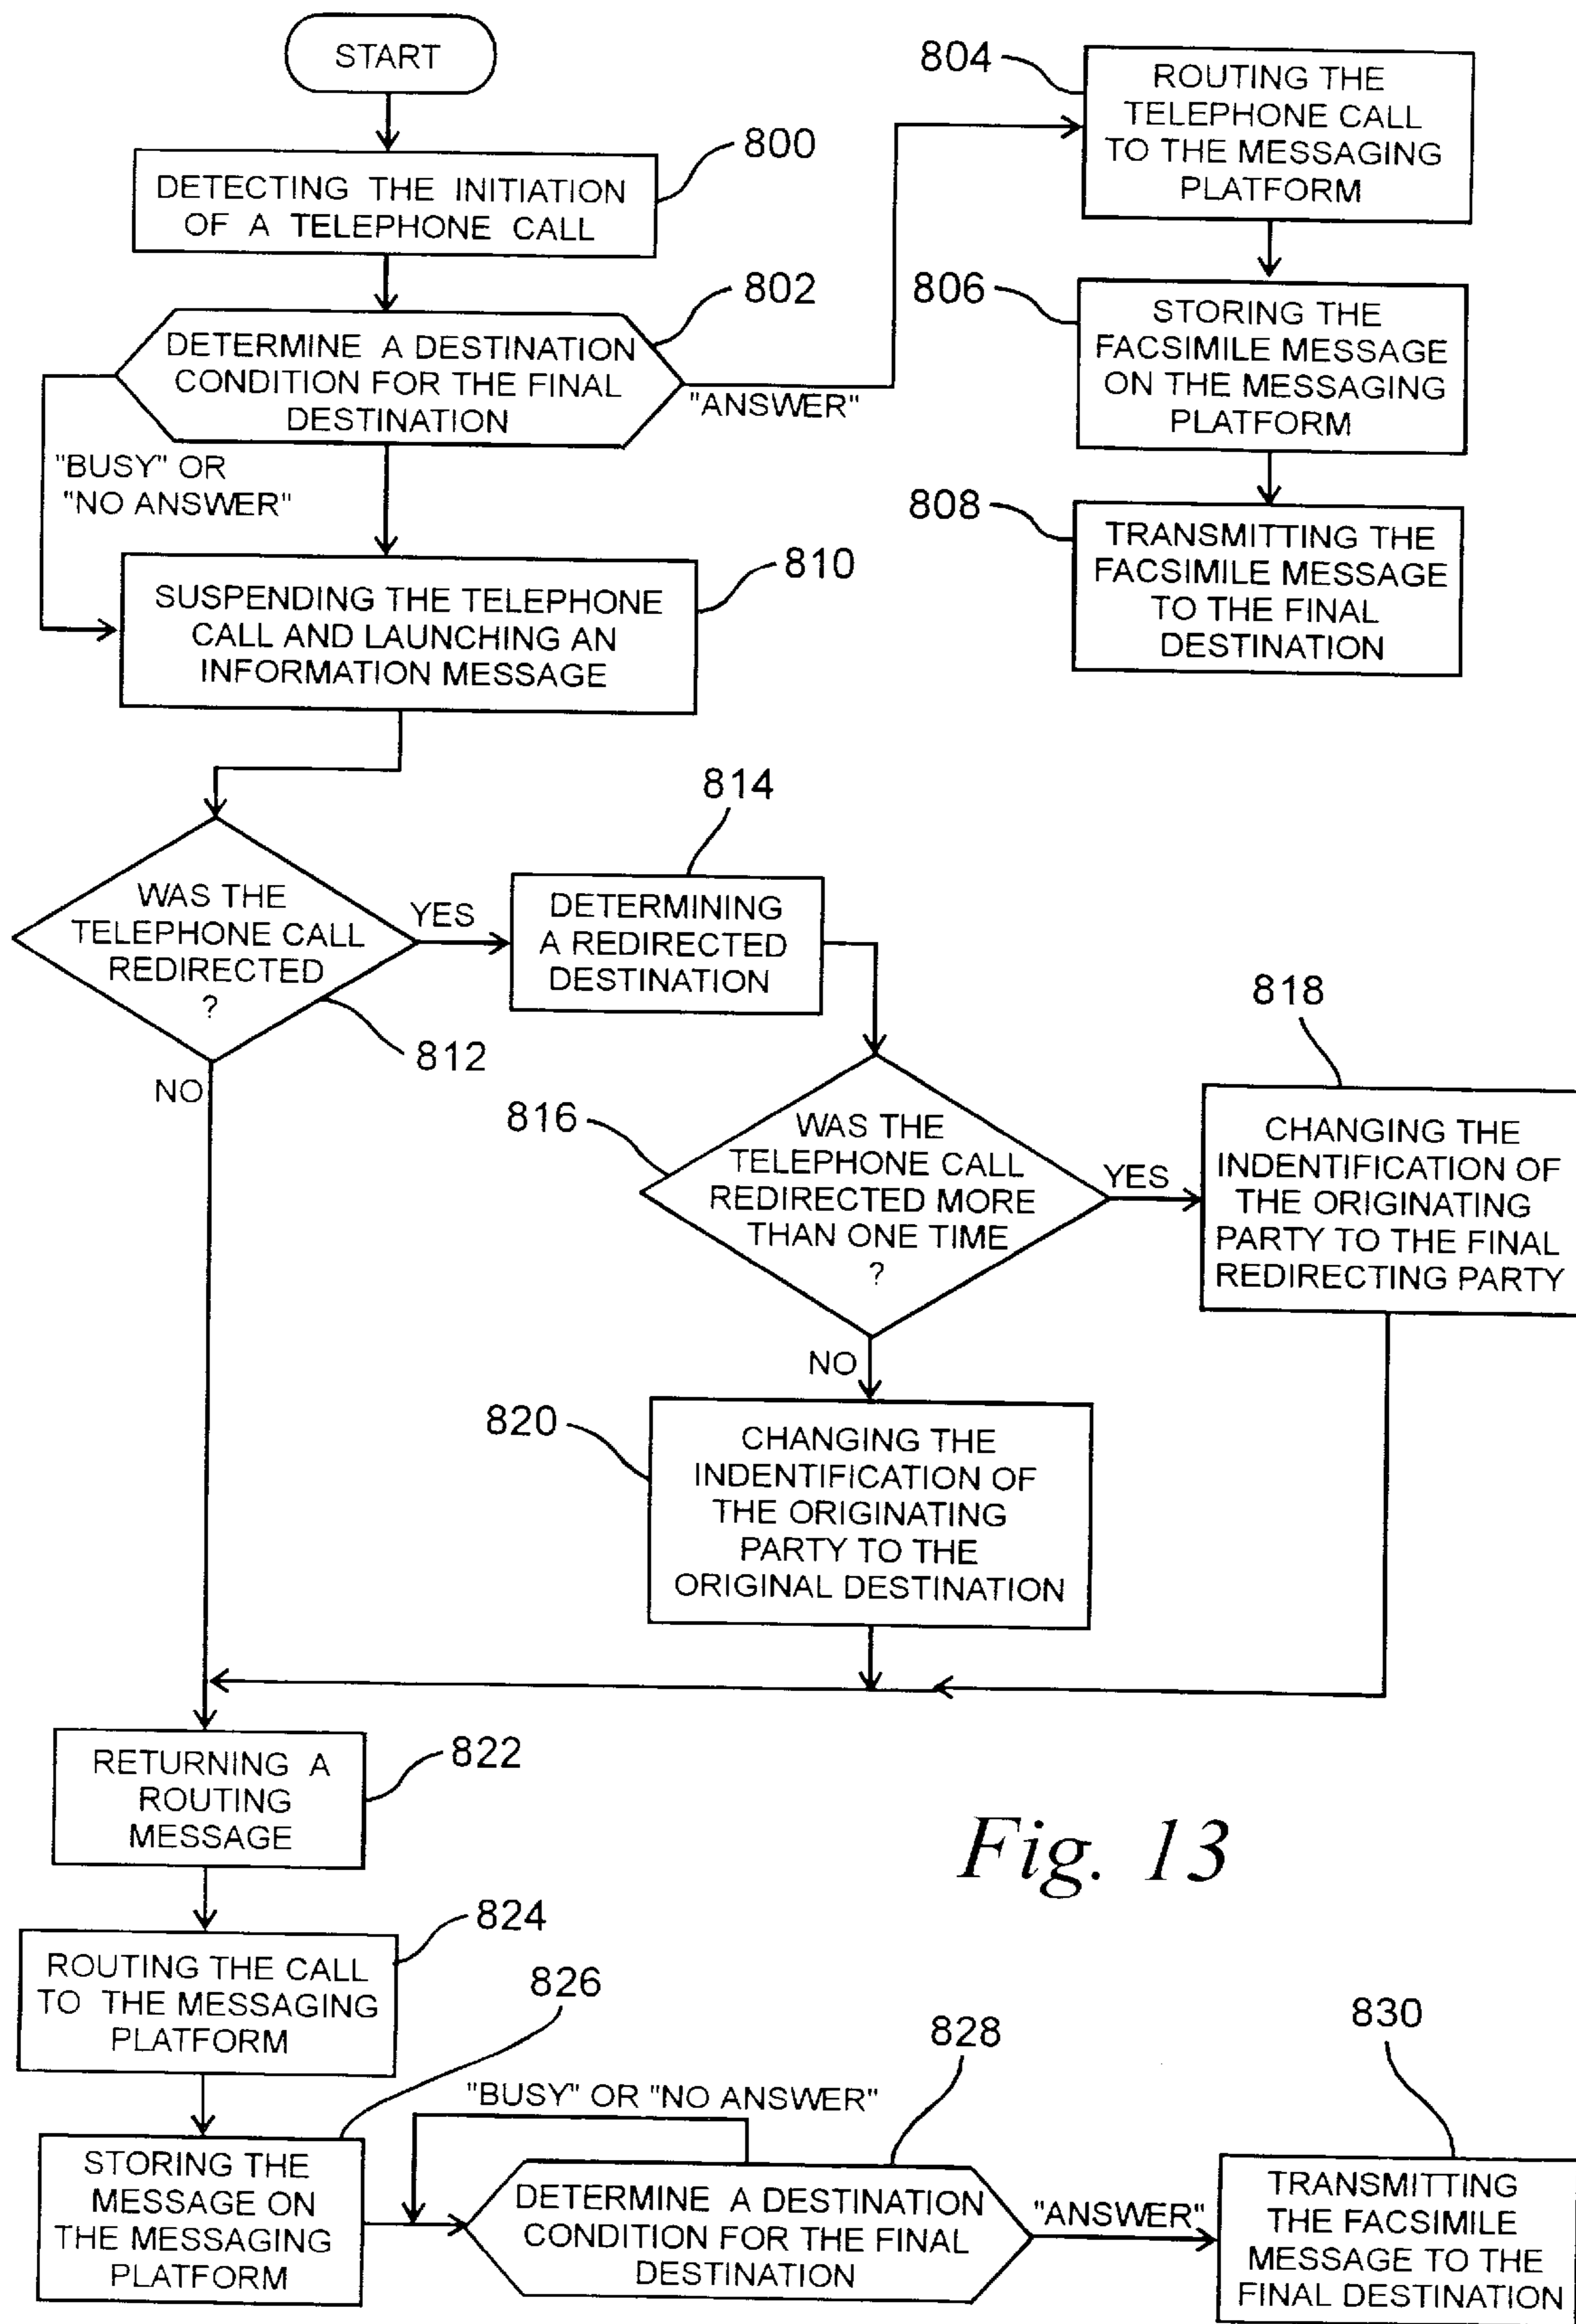 START
800
DETECTING THE INITIATION
OF A TELEPHONE CALL
802
DETERMINE A DESTINATION
CONDITION FOR THE FINAL
DESTINATION
"ANSWER"
"BUSY" OR
"NO ANSWER"
804
ROUTING THE
TELEPHONE CALL
TO THE MESSAGING
PLATFORM
806
STORING THE
FACSIMILE MESSAGE
ON THE MESSAGING
PLATFORM
808
TRANSMITTING THE
FACSIMILE MESSAGE
TO THE FINAL
DESTINATION
810
SUSPENDING THE TELEPHONE
CALL AND LAUNCHING AN
INFORMATION MESSAGE
WAS THE
TELEPHONE CALL
REDIRECTED
?
812
YES
NO
814
DETERMINING
A REDIRECTED
DESTINATION
816
WAS THE
TELEPHONE CALL
REDIRECTED MORE
THAN ONE TIME
?
YES
NO
818
CHANGING THE
INDENTIFICATION OF
THE ORIGINATING
PARTY TO THE FINAL
REDIRECTING PARTY
820
CHANGING THE
INDENTIFICATION OF
THE ORIGINATING
PARTY TO THE
ORIGINAL DESTINATION
822
RETURNING A
ROUTING
MESSAGE
Fig. 13
824
ROUTING THE CALL
TO THE MESSAGING
PLATFORM
826
STORING THE
MESSAGE ON
THE MESSAGING
PLATFORM
"BUSY" OR "NO ANSWER"
828
DETERMINE A DESTINATION
CONDITION FOR THE FINAL
DESTINATION
"ANSWER"
830
TRANSMITTING
THE FACSIMILE
MESSAGE TO THE
FINAL DESTINATION